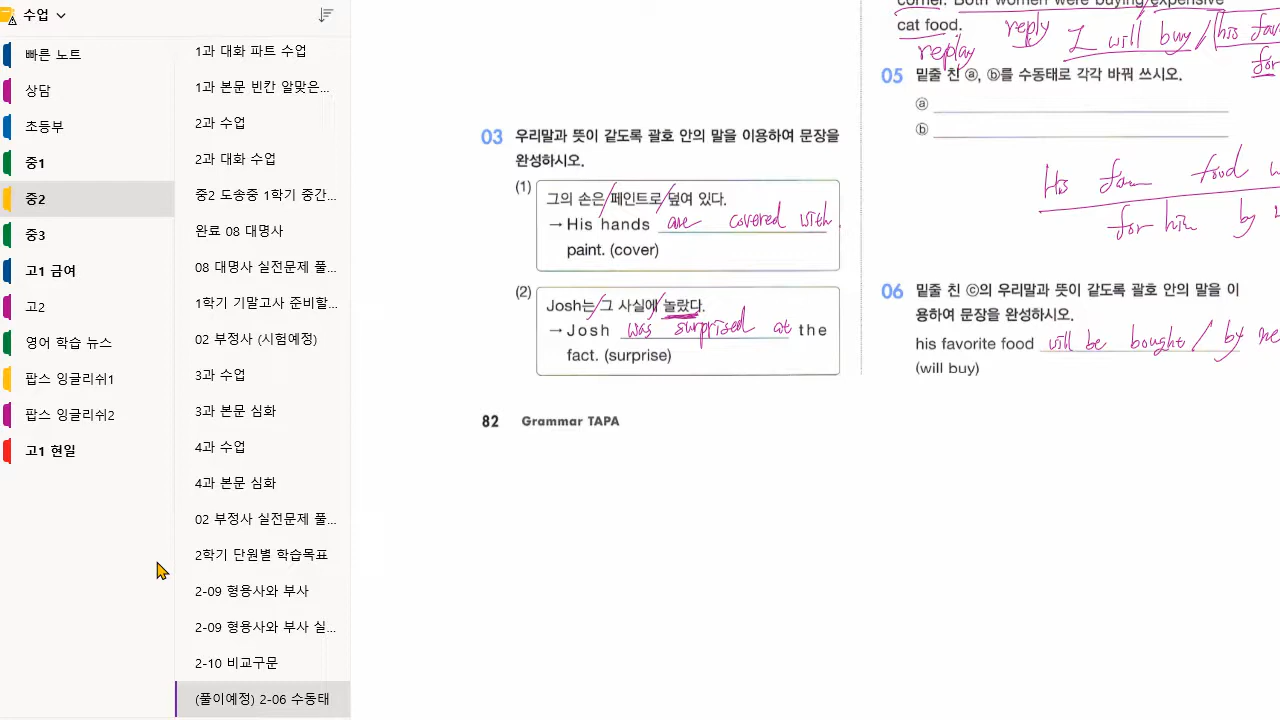 수업
빠른 노트
상담
초등부
중1
중2
중3
고1 금여
고2
영어 학습 뉴스
팝스 잉글리쉬1
팝스 잉글리쉬2
고1 현일
1과 대화 파트 수업
1과 본문 빈칸 알맞은...
2과 수업
2과 대화 수업
중2 도송중 1학기 중간...
완료 08 대명사
08 대명사 실전문제 풀...
1학기 기말고사 준비할...
02 부정사 (시험예정)
3과 수업
3과 본문 심화
4과 수업
4과 본문 심화
02 부정사 실전문제 풀...
2학기 단원별 학습목표
2-09 형용사와 부사
2-09 형용사와 부사 실...
2-10 비교구문
(풀이예정) 2-06 수동태
03 우리말과 뜻이 같도록 괄호 안의 말을 이용하여 문장을
완성하시오.
(1) 그의 손은 페인트로 덮여 있다.
→ His hands are covered with
paint. (cover)
(2) Josh는 그 사실에 놀랐다.
→ Josh was surprised at the
fact. (surprise)
82 Grammar TAPA
corner. Both women were buying expensive
cat food.
reply I will buy his
replay for
05 밑줄 친 ⓐ, ⓑ를 수동태로 각각 바꿔 쓰시오.
ⓐ
ⓑ
His food
for him by
06 밑줄 친 ⓒ의 우리말과 뜻이 같도록 괄호 안의 말을 이
용하여 문장을 완성하시오.
his favorite food will be bought / by me
(will buy)